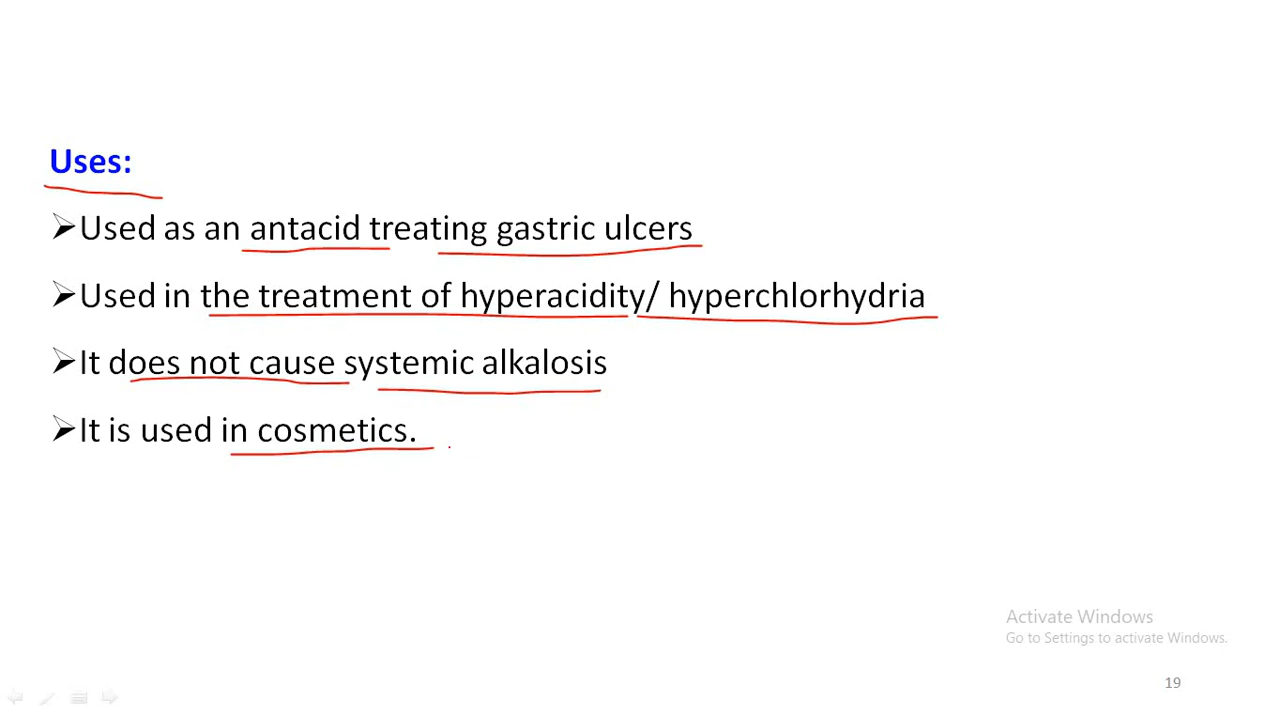 Uses:
➢Used as an antacid treating gastric ulcers
➢Used in the treatment of hyperacidity/ hyperchlorhydria
➢It does not cause systemic alkalosis
➢It is used in cosmetics.
Activate Windows
Go to Settings to activate Windows.
19